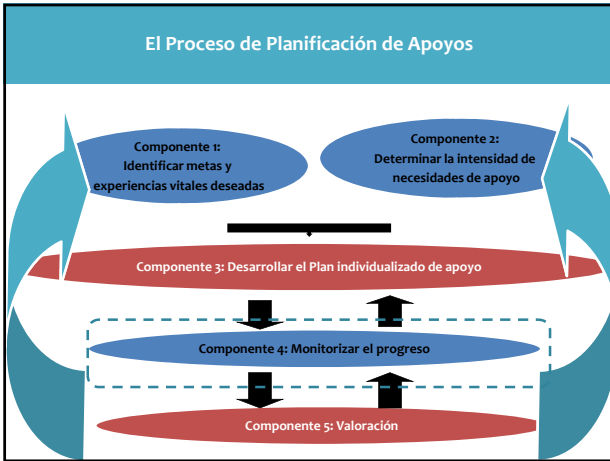 El Proceso de Planificación de Apoyos
Componente 1:
Identificar metas y
experiencias vitales deseadas
Componente 2:
Determinar la intensidad de
necesidades de apoyo
Componente 3: Desarrollar el Plan individualizado de apoyo
Componente 4: Monitorizar el progreso
Componente 5: Valoración